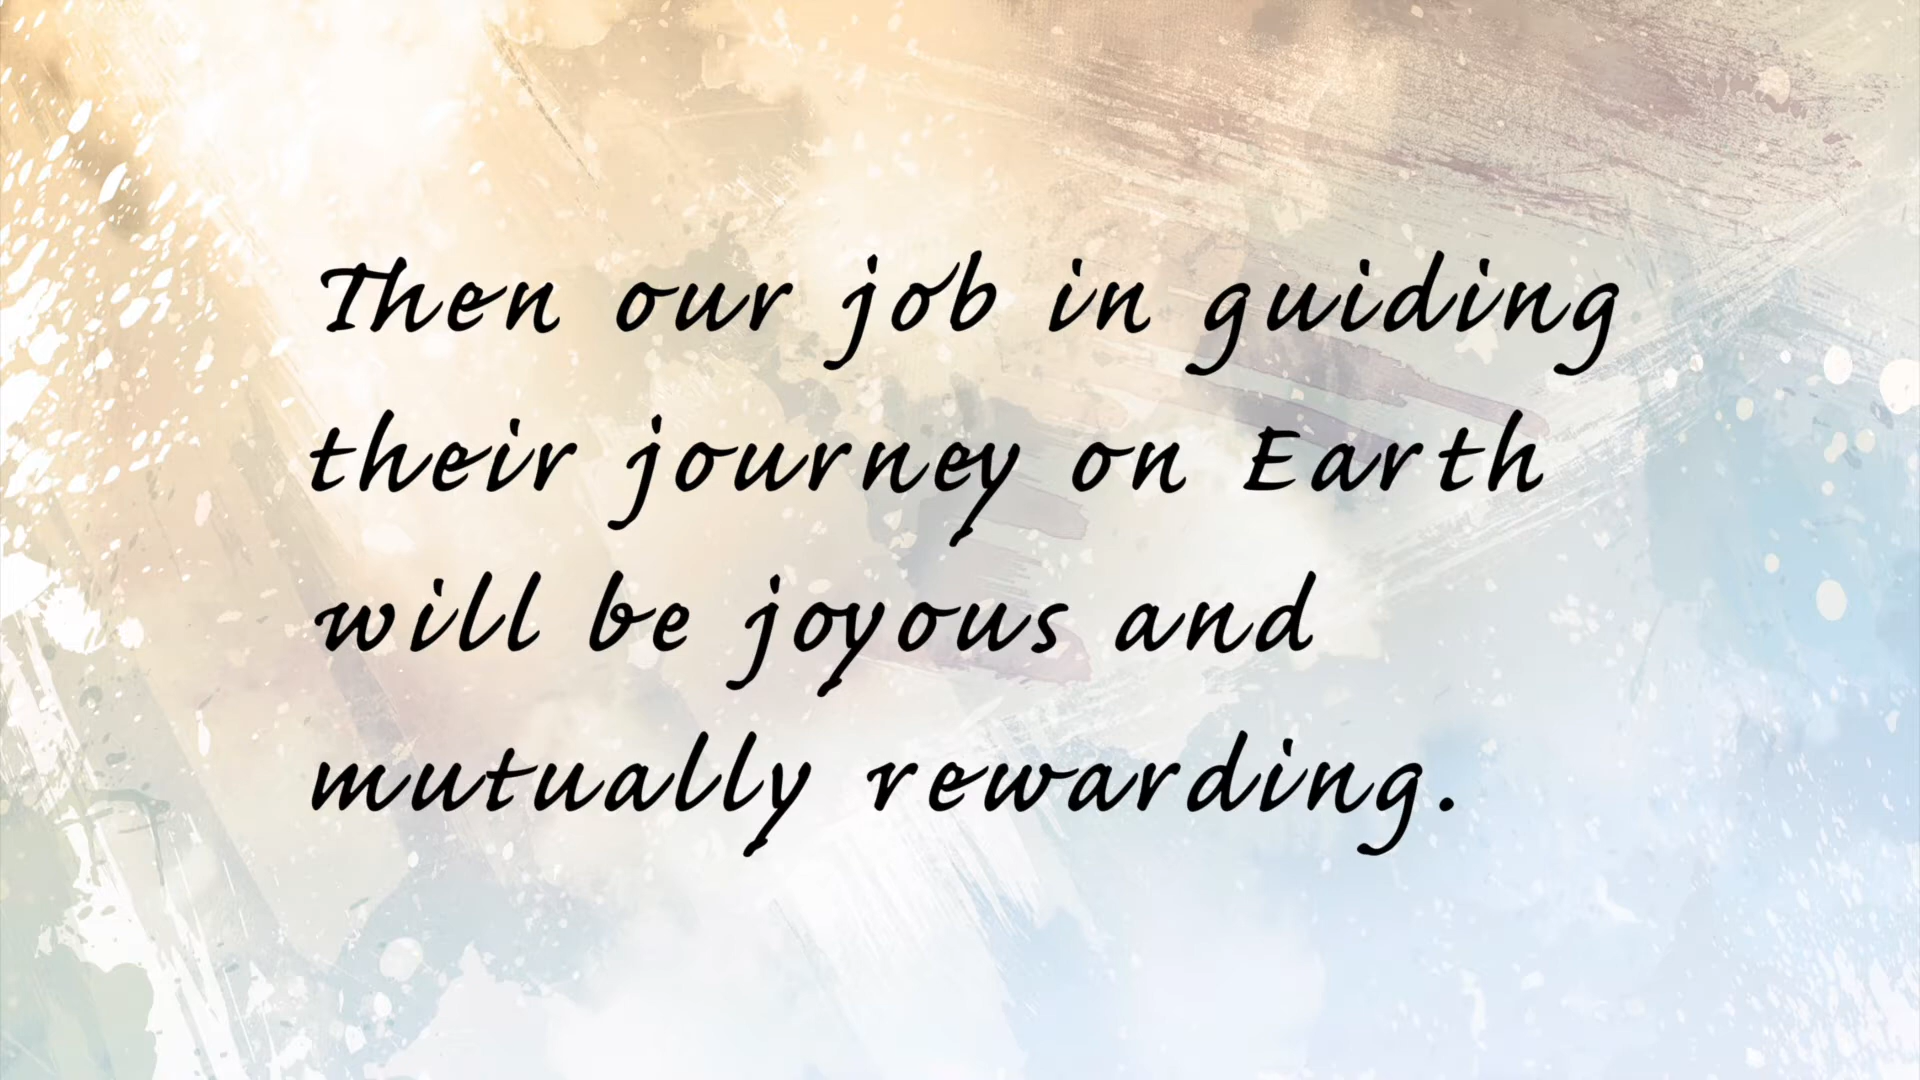 Then our job in guiding
their journey on Earth
will be joyous and
mutually rewarding.